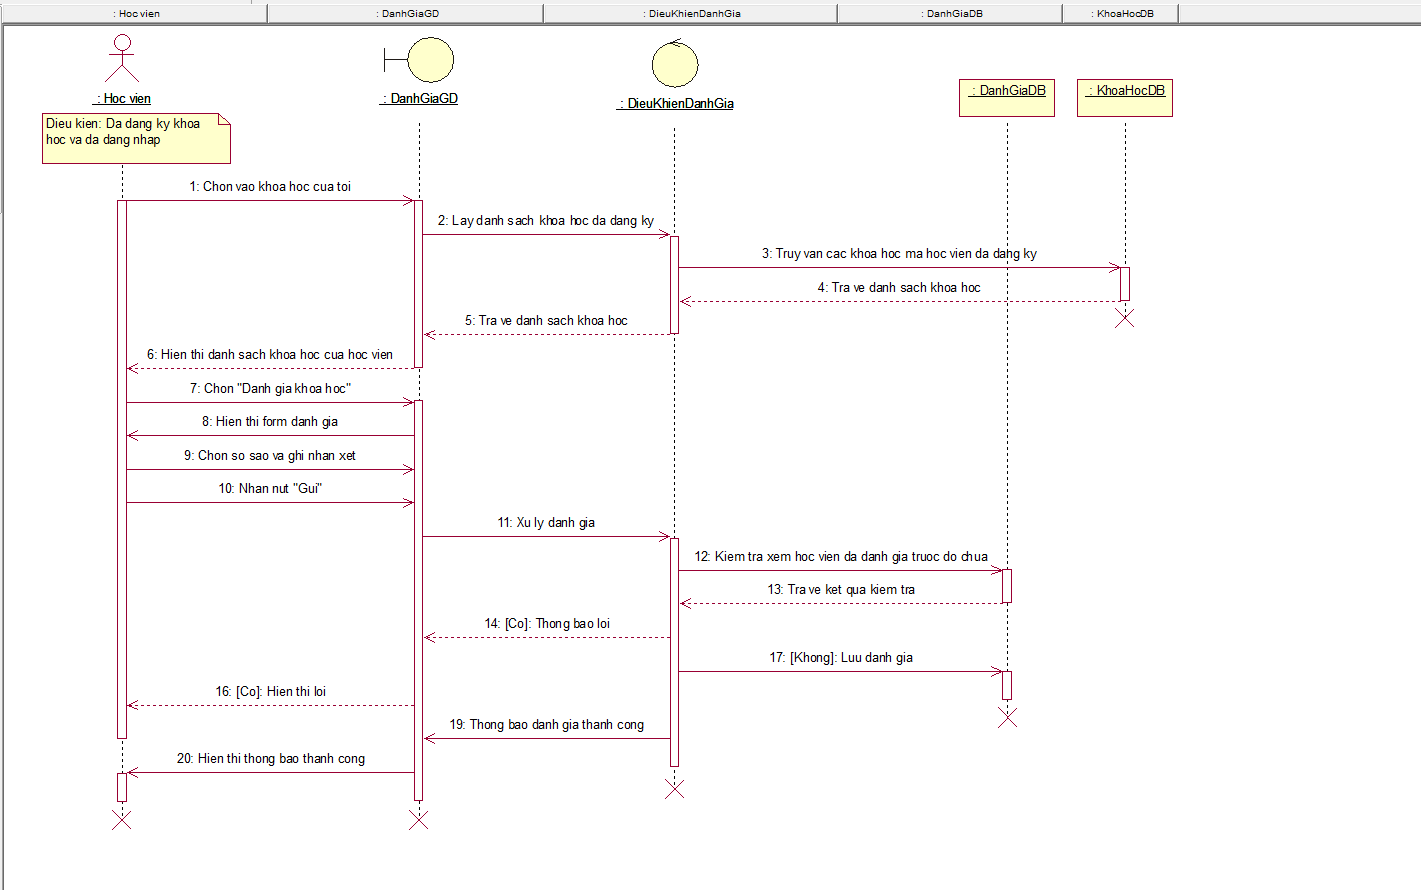 : Hoc vien
: DanhGiaGD
: DieuKhienDanhGia
: DanhGiaDB
: KhoaHocDB
: Hoc vien
: DanhGiaGD
: DieuKhienDanhGia
: DanhGiaDB
: KhoaHocDB
Dieu kien: Da dang ky khoa
hoc va da dang nhap
1: Chon vao khoa hoc cua toi
2: Lay danh sach khoa hoc da dang ky
3: Truy van cac khoa hoc ma hoc vien da dang ky
4: Tra ve danh sach khoa hoc
5: Tra ve danh sach khoa hoc
6: Hien thi danh sach khoa hoc cua hoc vien
7: Chon "Danh gia khoa hoc"
8: Hien thi form danh gia
9: Chon so sao va ghi nhan xet
10: Nhan nut "Gui"
11: Xu ly danh gia
12: Kiem tra xem hoc vien da danh gia truoc do chua
13: Tra ve ket qua kiem tra
14: [Co]: Thong bao loi
17: [Khong]: Luu danh gia
16: [Co]: Hien thi loi
19: Thong bao danh gia thanh cong
20: Hien thi thong bao thanh cong